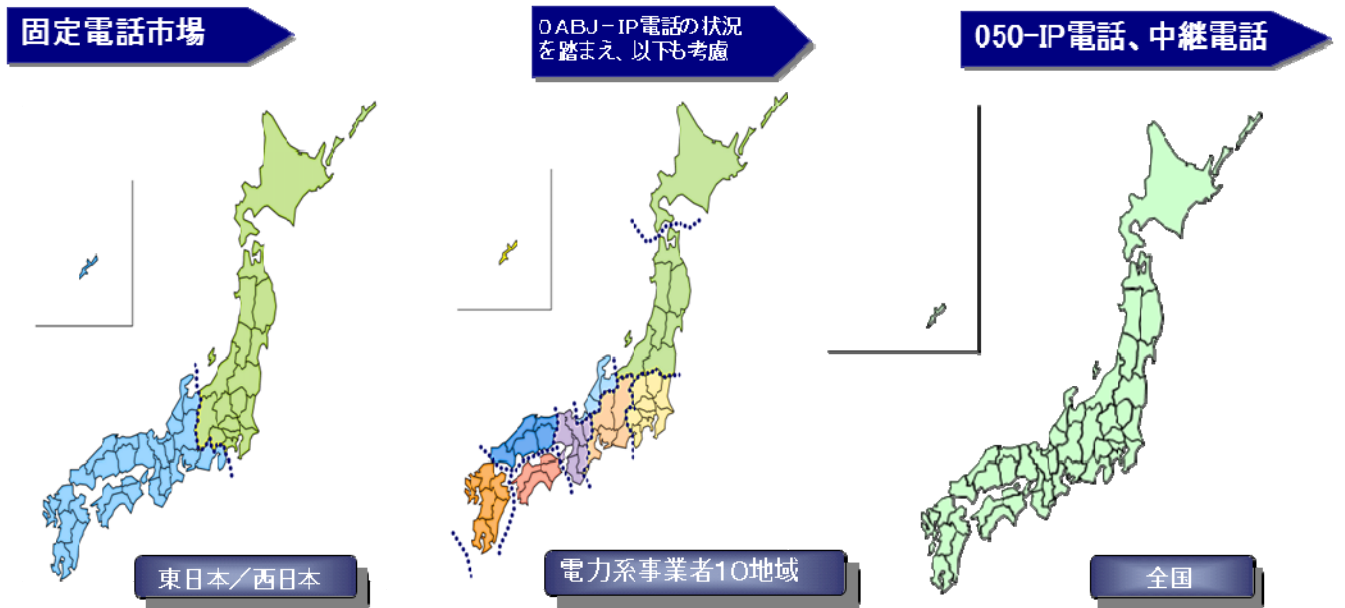 固定電話市場
0ABJ-IP電話の状況
を踏まえ、以下も考慮
050-IP電話、中継電話
東日本／西日本
電力系事業者10地域
全国